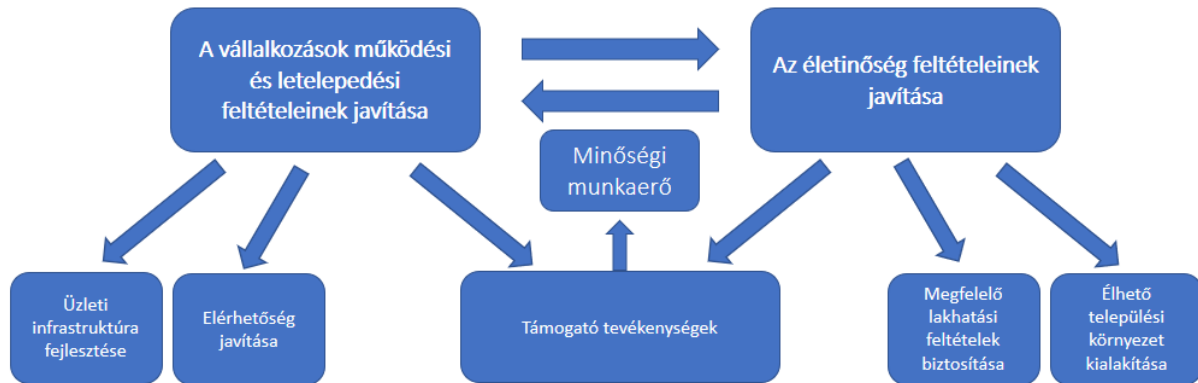 A vállalkozások működési
és letelepedési
feltételeinek javítása
Az életinőség feltételeinek
javítása
Minőségi
munkaerő
Üzleti
infrastruktúra
fejlesztése
Elérhetőség
javítása
Támogató tevékenységek
Megfelelő
lakhatási
feltételek
biztosítása
Élhető
települési
környezet
kialakítása